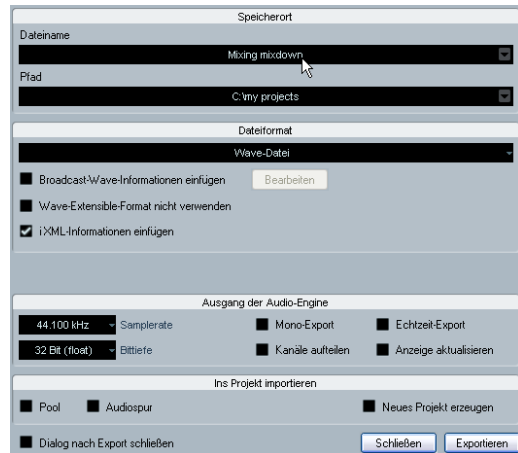 Speicherort
Dateiname
Mixing mixdown
Pfad
C:\my projects
Dateiformat
Wave-Datei
Broadcast-Wave-Informationen einfügen Bearbeiten
Wave-Extensible-Format nicht verwenden
iXML-Informationen einfügen
Ausgang der Audio-Engine
44.100 kHz Samplerate Mono-Export Echtzeit-Export
32 Bit (float) Bittiefe Kanäle aufteilen Anzeige aktualisieren
Ins Projekt importieren
Pool Audiospur Neues Projekt erzeugen
Dialog nach Export schließen Schließen Exportieren